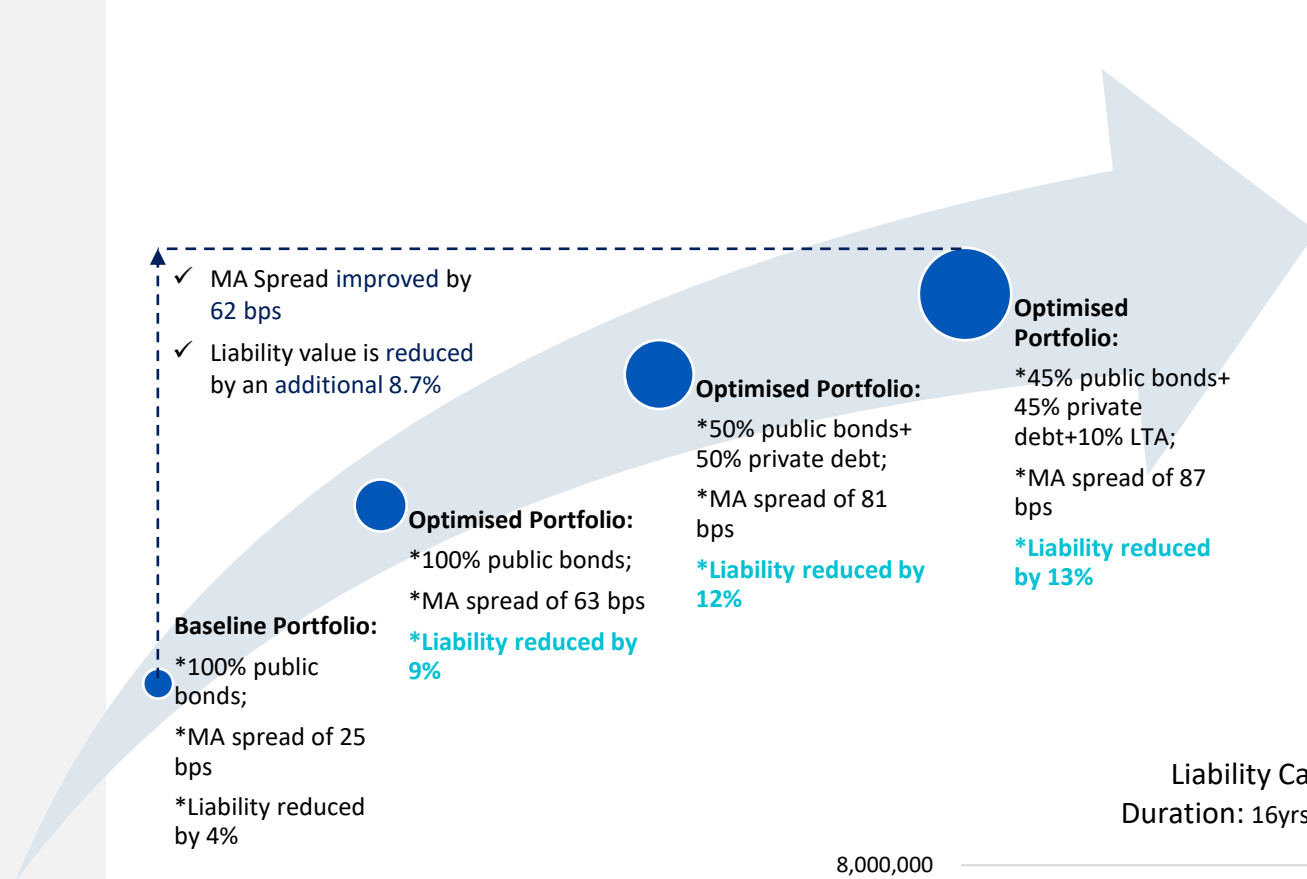 ✓ MA Spread improved by
62 bps
✓ Liability value is reduced
by an additional 8.7%
Baseline Portfolio:
*100% public
bonds;
*MA spread of 25
bps
*Liability reduced
by 4%
Optimised Portfolio:
*100% public bonds;
*MA spread of 63 bps
*Liability reduced by
9%
Optimised Portfolio:
*50% public bonds+
50% private debt;
*MA spread of 81
bps
*Liability reduced by
12%
Optimised
Portfolio:
*45% public bonds+
45% private
debt+10% LTA;
*MA spread of 87
bps
*Liability reduced
by 13%
Liability Ca
Duration: 16yrs
8,000,000